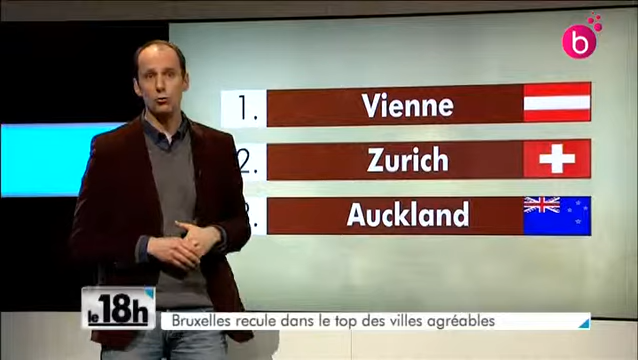 b
1. Vienne
2. Zurich
Auckland
le 18h
Bruxelles recule dans le top des villes agréables